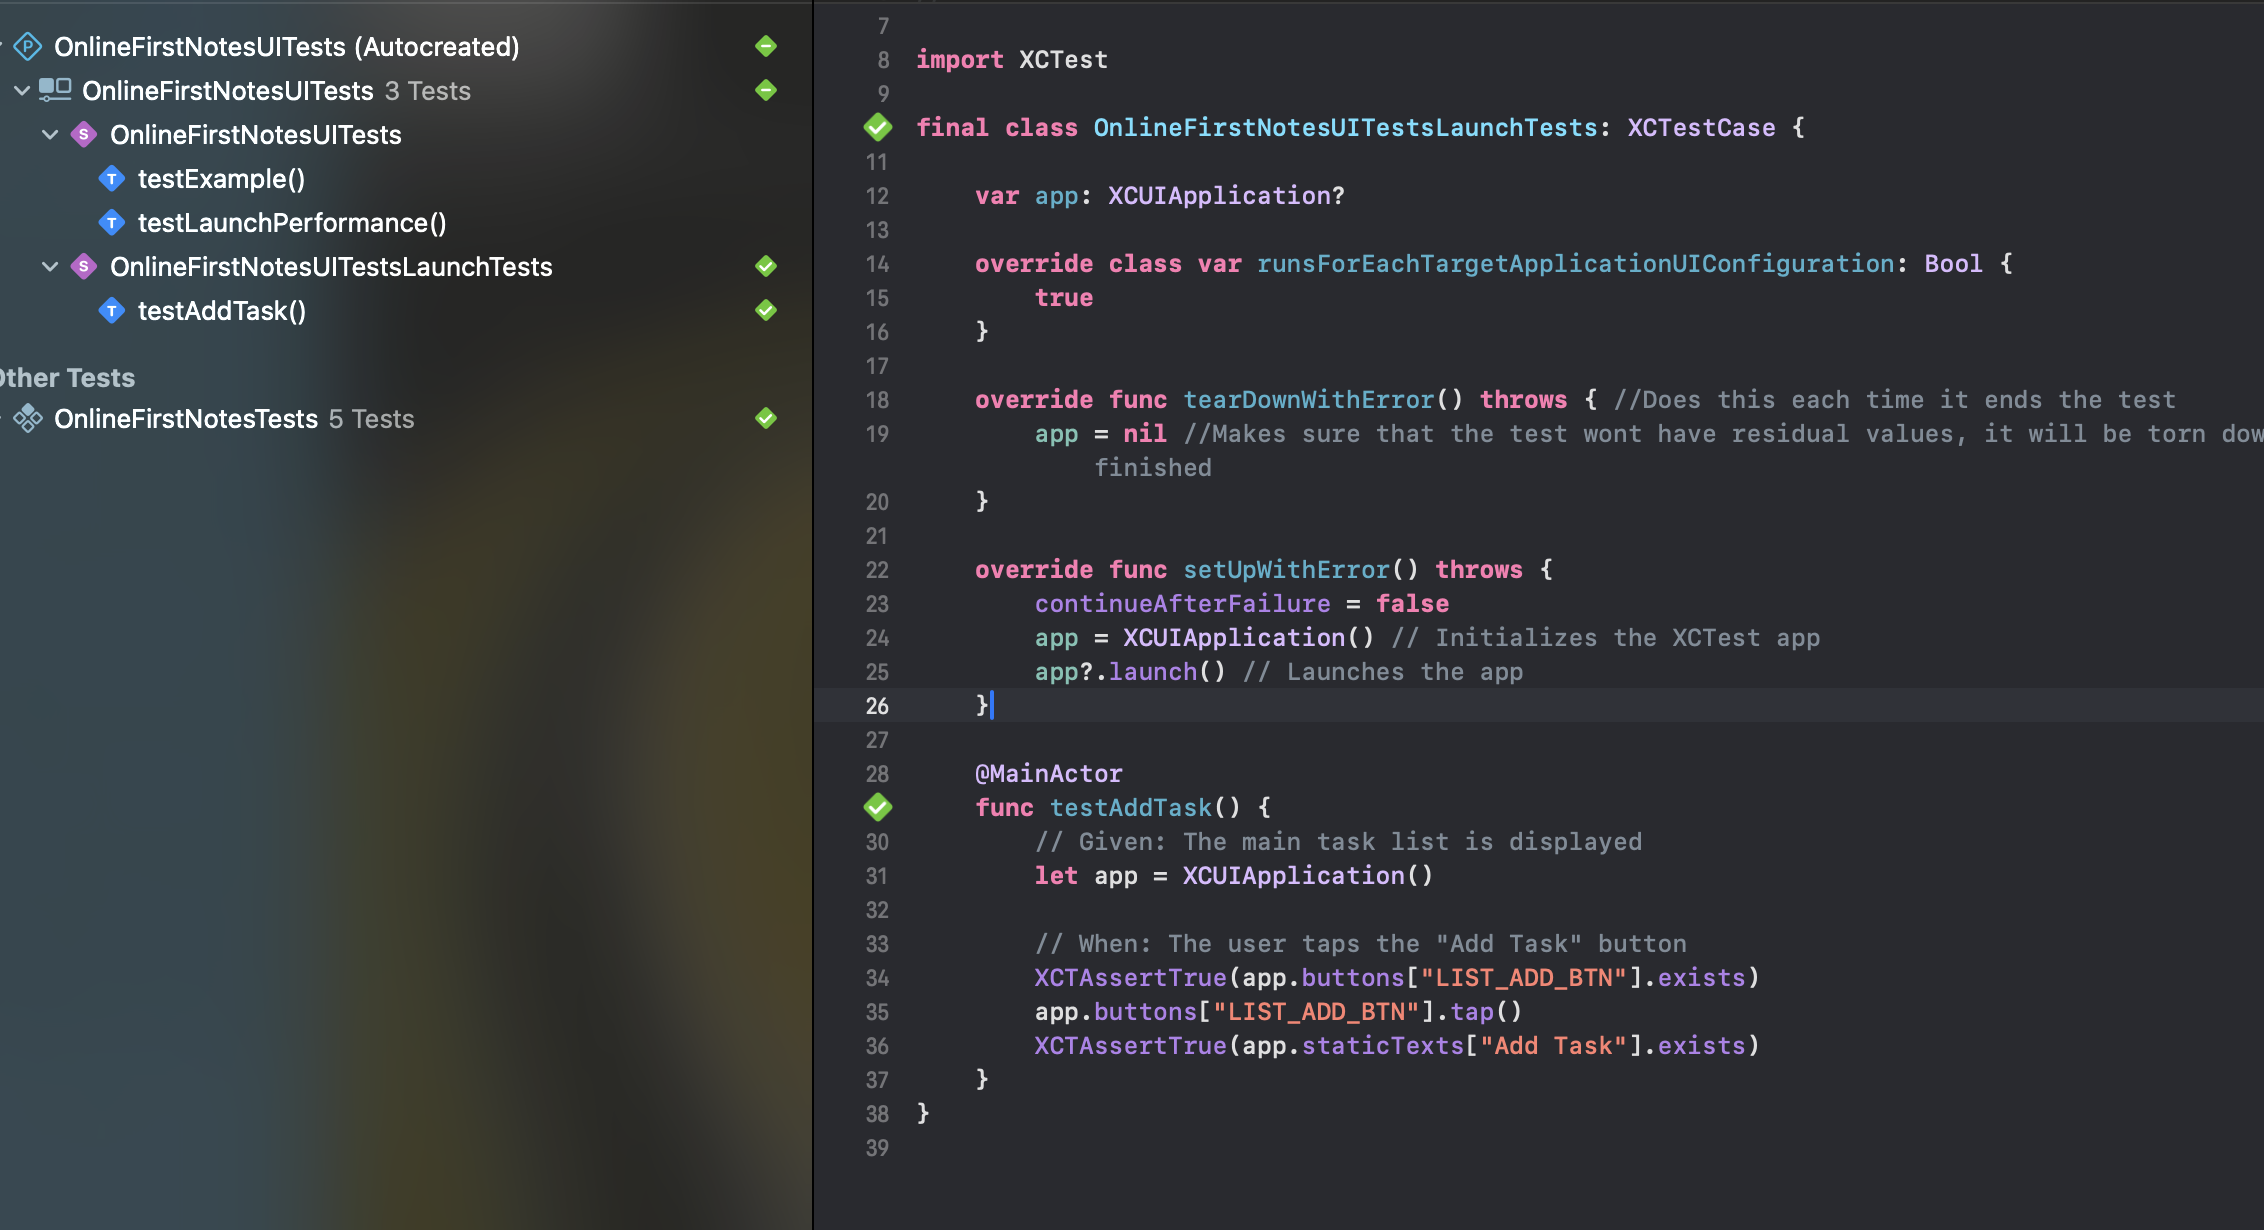 OnlineFirstNotesUITests (Autocreated)
OnlineFirstNotesUITests 3 Tests
OnlineFirstNotesUITests
testExample()
testLaunchPerformance()
OnlineFirstNotesUITestsLaunchTests
testAddTask()
Other Tests
OnlineFirstNotesTests 5 Tests
7
8 import XCTest
9
final class OnlineFirstNotesUITestsLaunchTests: XCTestCase {
11
12 var app: XCUIApplication?
13
14 override class var runsForEachTargetApplicationUIConfiguration: Bool {
15 true
16 }
17
18 override func tearDownWithError() throws { //Does this each time it ends the test
19 app = nil //Makes sure that the test wont have residual values, it will be torn dow
finished
20 }
21
22 override func setUpWithError() throws {
23 continueAfterFailure = false
24 app = XCUIApplication() // Initializes the XCTest app
25 app?.launch() // Launches the app
26 }
27
28 @MainActor
func testAddTask() {
30 // Given: The main task list is displayed
31 let app = XCUIApplication()
32
33 // When: The user taps the "Add Task" button
34 XCTAssertTrue(app.buttons["LIST_ADD_BTN"].exists)
35 app.buttons["LIST_ADD_BTN"].tap()
36 XCTAssertTrue(app.staticTexts["Add Task"].exists)
37 }
38 }
39